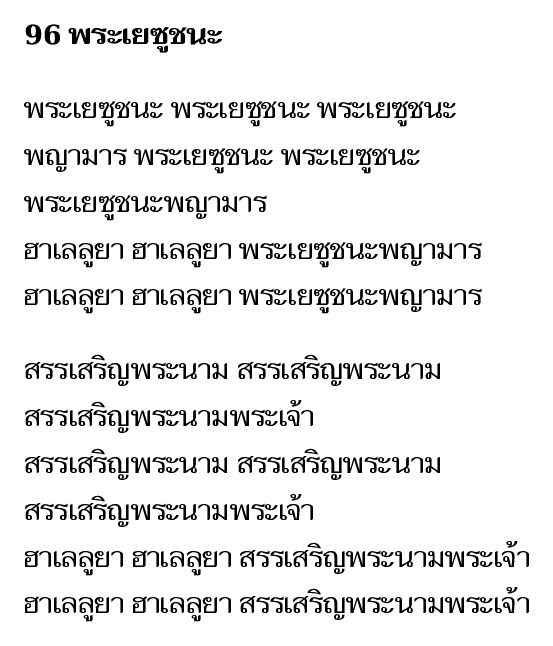 96 พระเยซูชนะ
พระเยซูชนะ พระเยซูชนะ พระเยซูชนะ
พญามาร พระเยซูชนะ พระเยซูชนะ
พระเยซูชนะพญามาร
ฮาเลลูยา ฮาเลลูยา พระเยซูชนะพญามาร
ฮาเลลูยา ฮาเลลูยา พระเยซูชนะพญามาร
สรรเสริญพระนาม สรรเสริญพระนาม
สรรเสริญพระนามพระเจ้า
สรรเสริญพระนาม สรรเสริญพระนาม
สรรเสริญพระนามพระเจ้า
ฮาเลลูยา ฮาเลลูยา สรรเสริญพระนามพระเจ้า
ฮาเลลูยา ฮาเลลูยา สรรเสริญพระนามพระเจ้า